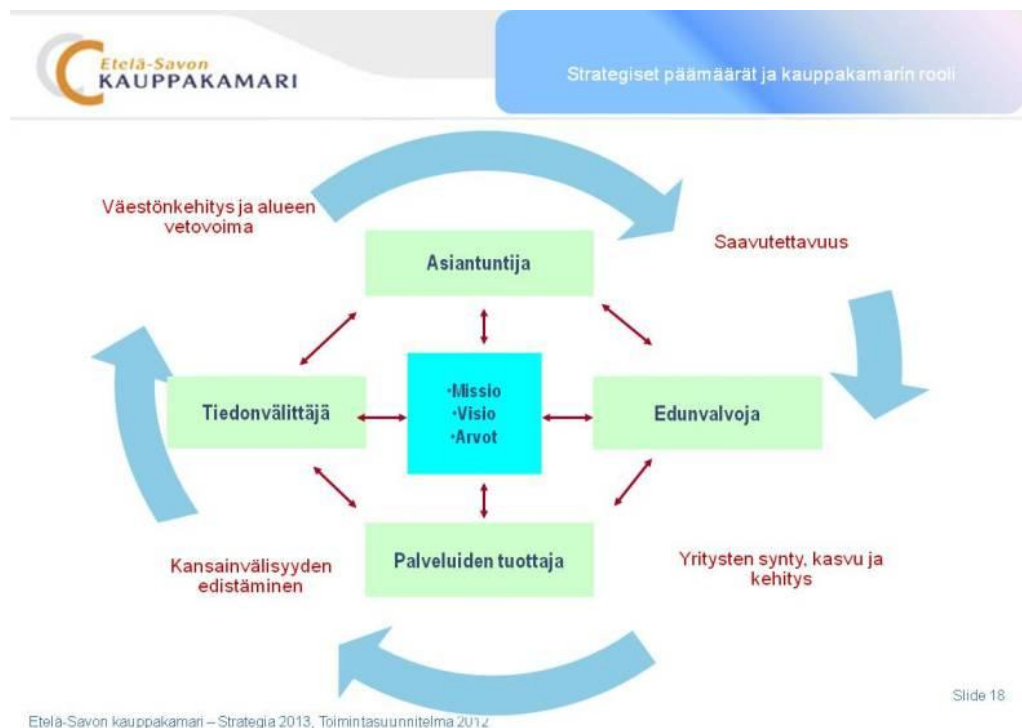 Etelä-Savon
KAUPPAKAMARI
Strategiset päämäärät ja kauppakamarin rooli
Väestönkehitys ja alueen
vetovoima
Saavutettavuus
Asiantuntija
Tiedonvälittäjä
•Missio
•Visio
•Arvot
Edunvalvoja
Palveluiden tuottaja
Kansainvälisyyden
edistäminen
Yritysten synty, kasvu ja
kehitys
Slide 18
Etelä-Savon kauppakamari – Strategia 2013, Toimintasuunnitelma 2012